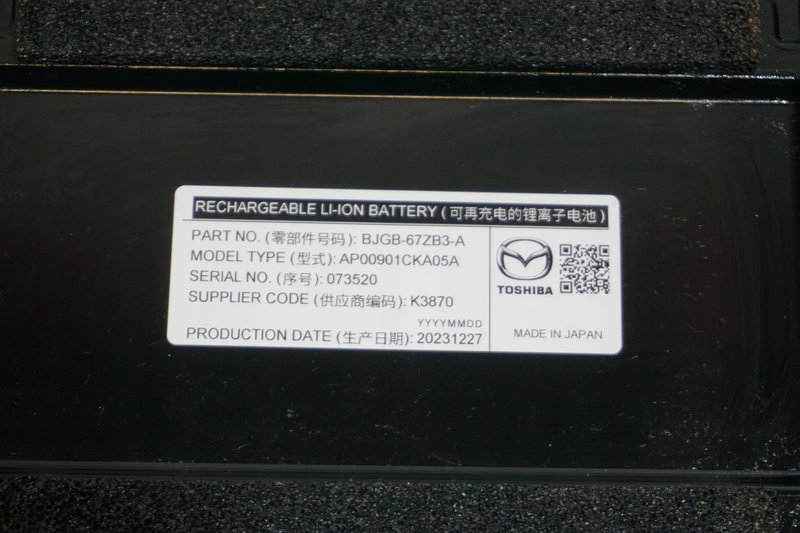 RECHARGEABLE LI-ION BATTERY (可再充电的锂离子电池)
PART NO. (零部件号码): BJGB-67ZB3-A
MODEL TYPE (型式): AP00901CKA05A
SERIAL NO. (序号): 073520
SUPPLIER CODE (供应商编码): K3870
YYYYMMDD
PRODUCTION DATE (生产日期): 20231227
TOSHIBA
MADE IN JAPAN